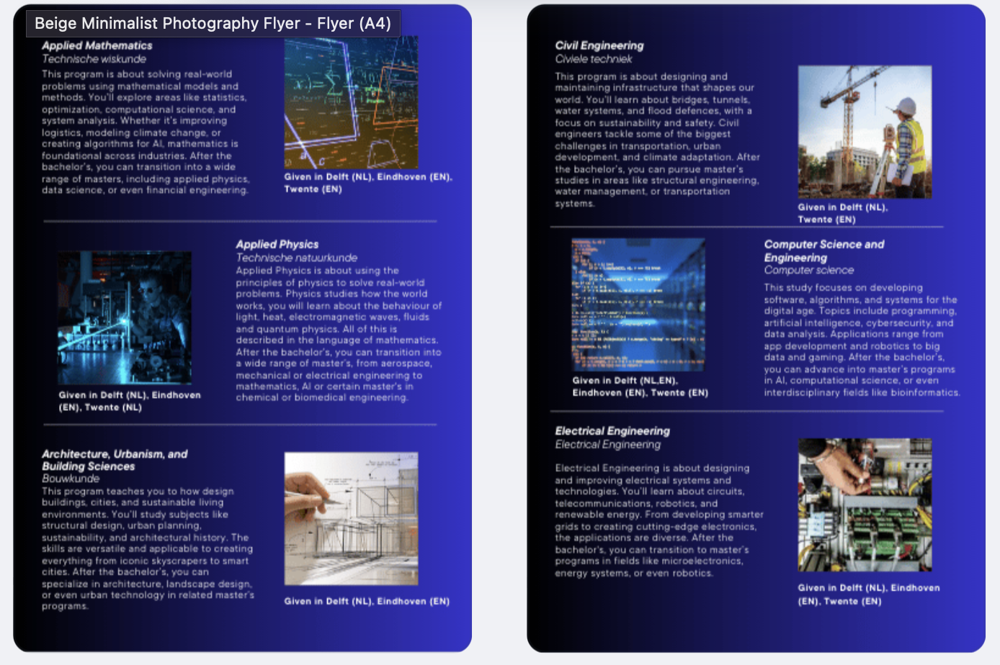 Beige Minimalist Photography Flyer - Flyer (A4)
Applied Mathematics
Technische wiskunde
This program is about solving real-world
problems using mathematical models and
methods. You'll explore areas like statistics,
optimization, computational science, and
system analysis. Whether it's improving
logistics, modeling climate change, or
creating algorithms for AI, mathematics is
foundational across industries. After the
bachelor's, you can transition into a wide
range of masters, including applied physics,
data science, or even financial engineering.
Given in Delft (NL), Eindhoven (EN),
Twente (EN)
Applied Physics
Technische natuurkunde
Applied Physics is about using the
principles of physics to solve real-world
problems. Physics studies how the world
works, you will learn about the behaviour of
light, heat, electromagnetic waves, fluids
and quantum physics. All of this is
described in the language of mathematics.
After the bachelor's, you can transition into
a wide range of master's, from aerospace,
mechanical or electrical engineering to
mathematics, AI or certain master's in
chemical or biomedical engineering.
Given in Delft (NL), Eindhoven
(EN), Twente (NL)
Architecture, Urbanism, and
Building Sciences
Bouwkunde
This program teaches you to how design
buildings, cities, and sustainable living
environments. You'll study subjects like
structural design, urban planning,
sustainability, and architectural history. The
skills are versatile and applicable to creating
everything from iconic skyscrapers to smart
cities. After the bachelor's, you can
specialize in architecture, landscape design,
or even urban technology in related master's
programs.
Given in Delft (NL), Eindhoven (EN)
Civil Engineering
Civiele techniek
This program is about designing and
maintaining infrastructure that shapes our
world. You'll learn about bridges, tunnels,
water systems, and flood defences, with a
focus on sustainability and safety. Civil
engineers tackle some of the biggest
challenges in transportation, urban
development, and climate adaptation. After
the bachelor's, you can pursue master's
studies in areas like structural engineering,
water management, or transportation
systems.
Given in Delft (NL),
Twente (EN)
Computer Science and
Engineering
Computer science
This study focuses on developing
software, algorithms, and systems for the
digital age. Topics include programming,
artificial intelligence, cybersecurity, and
data analysis. Applications range from
app development and robotics to big
data and gaming. After the bachelor's,
you can advance into master's programs
in AI, computational science, or even
interdisciplinary fields like bioinformatics.
Given in Delft (NL,EN),
Eindhoven (EN), Twente (EN)
Electrical Engineering
Electrical Engineering
Electrical Engineering is about designing
and improving electrical systems and
technologies. You'll learn about circuits,
telecommunications, robotics, and
renewable energy. From developing smarter
grids to creating cutting-edge electronics,
the applications are diverse. After the
bachelor's, you can transition to master's
programs in fields like microelectronics,
energy systems, or even robotics.
Given in Delft (NL), Eindhoven
(EN), Twente (EN)